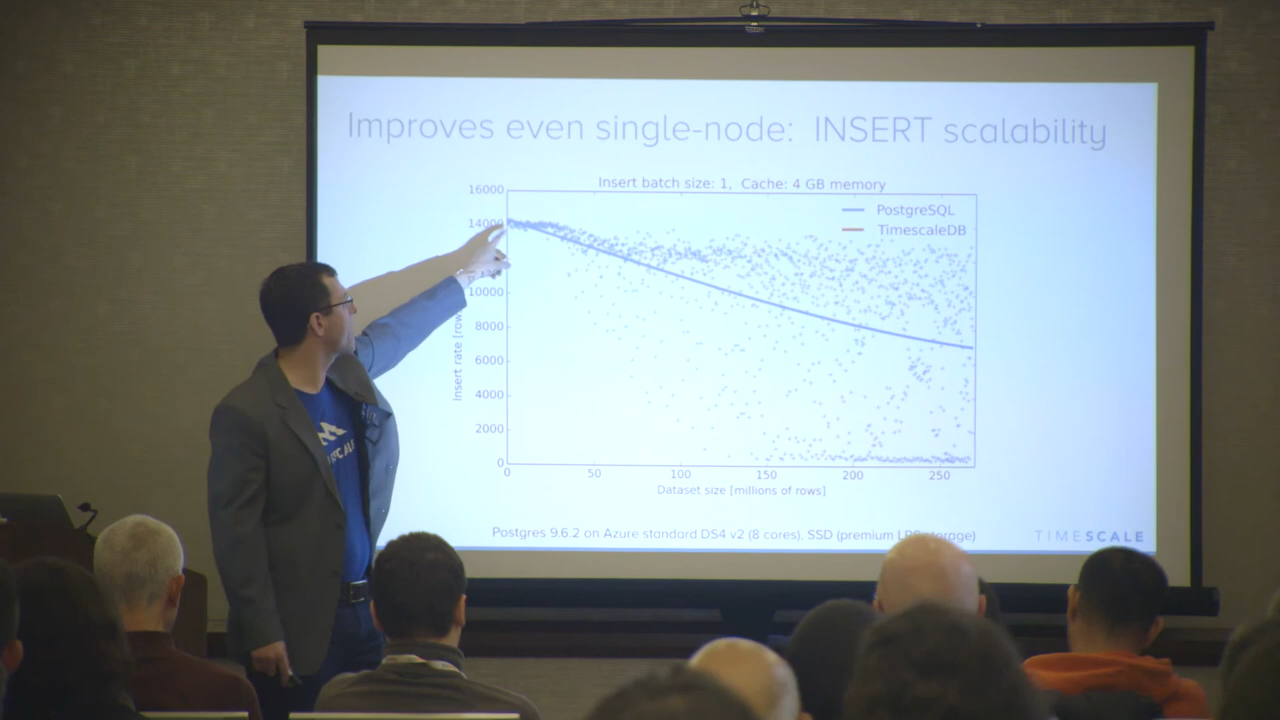 Improves even single-node: INSERT scalability
Insert batch size: 1, Cache: 4 GB memory
16000
14000
10000
8000
6000
4000
2000
0
Insert rate
PostgreSQL
TimescaleDB
0 50 100 150 200 250
Dataset size [millions of rows]
Postgres 9.6.2 on Azure standard DS4 v2 (8 cores), SSD (premium LRS storage)
TIMESCALE